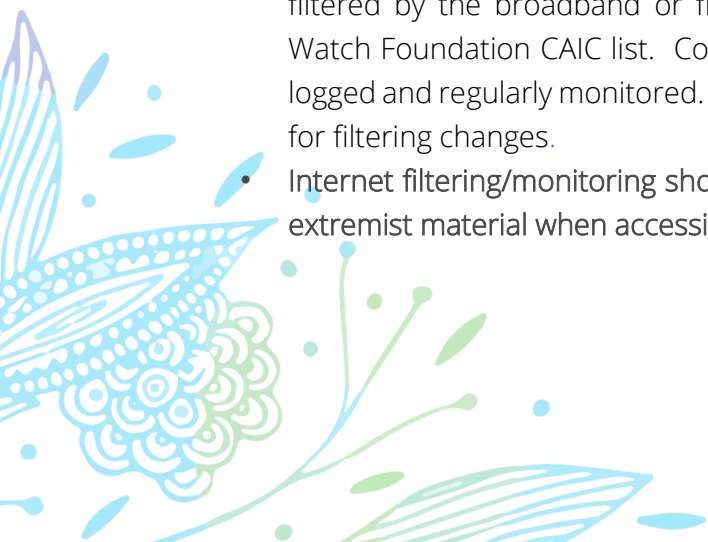 filtered by the broadband or
Watch Foundation CAIC list. Co
logged and regularly monitored.
for filtering changes.
• Internet filtering/monitoring sho
extremist material when accessi